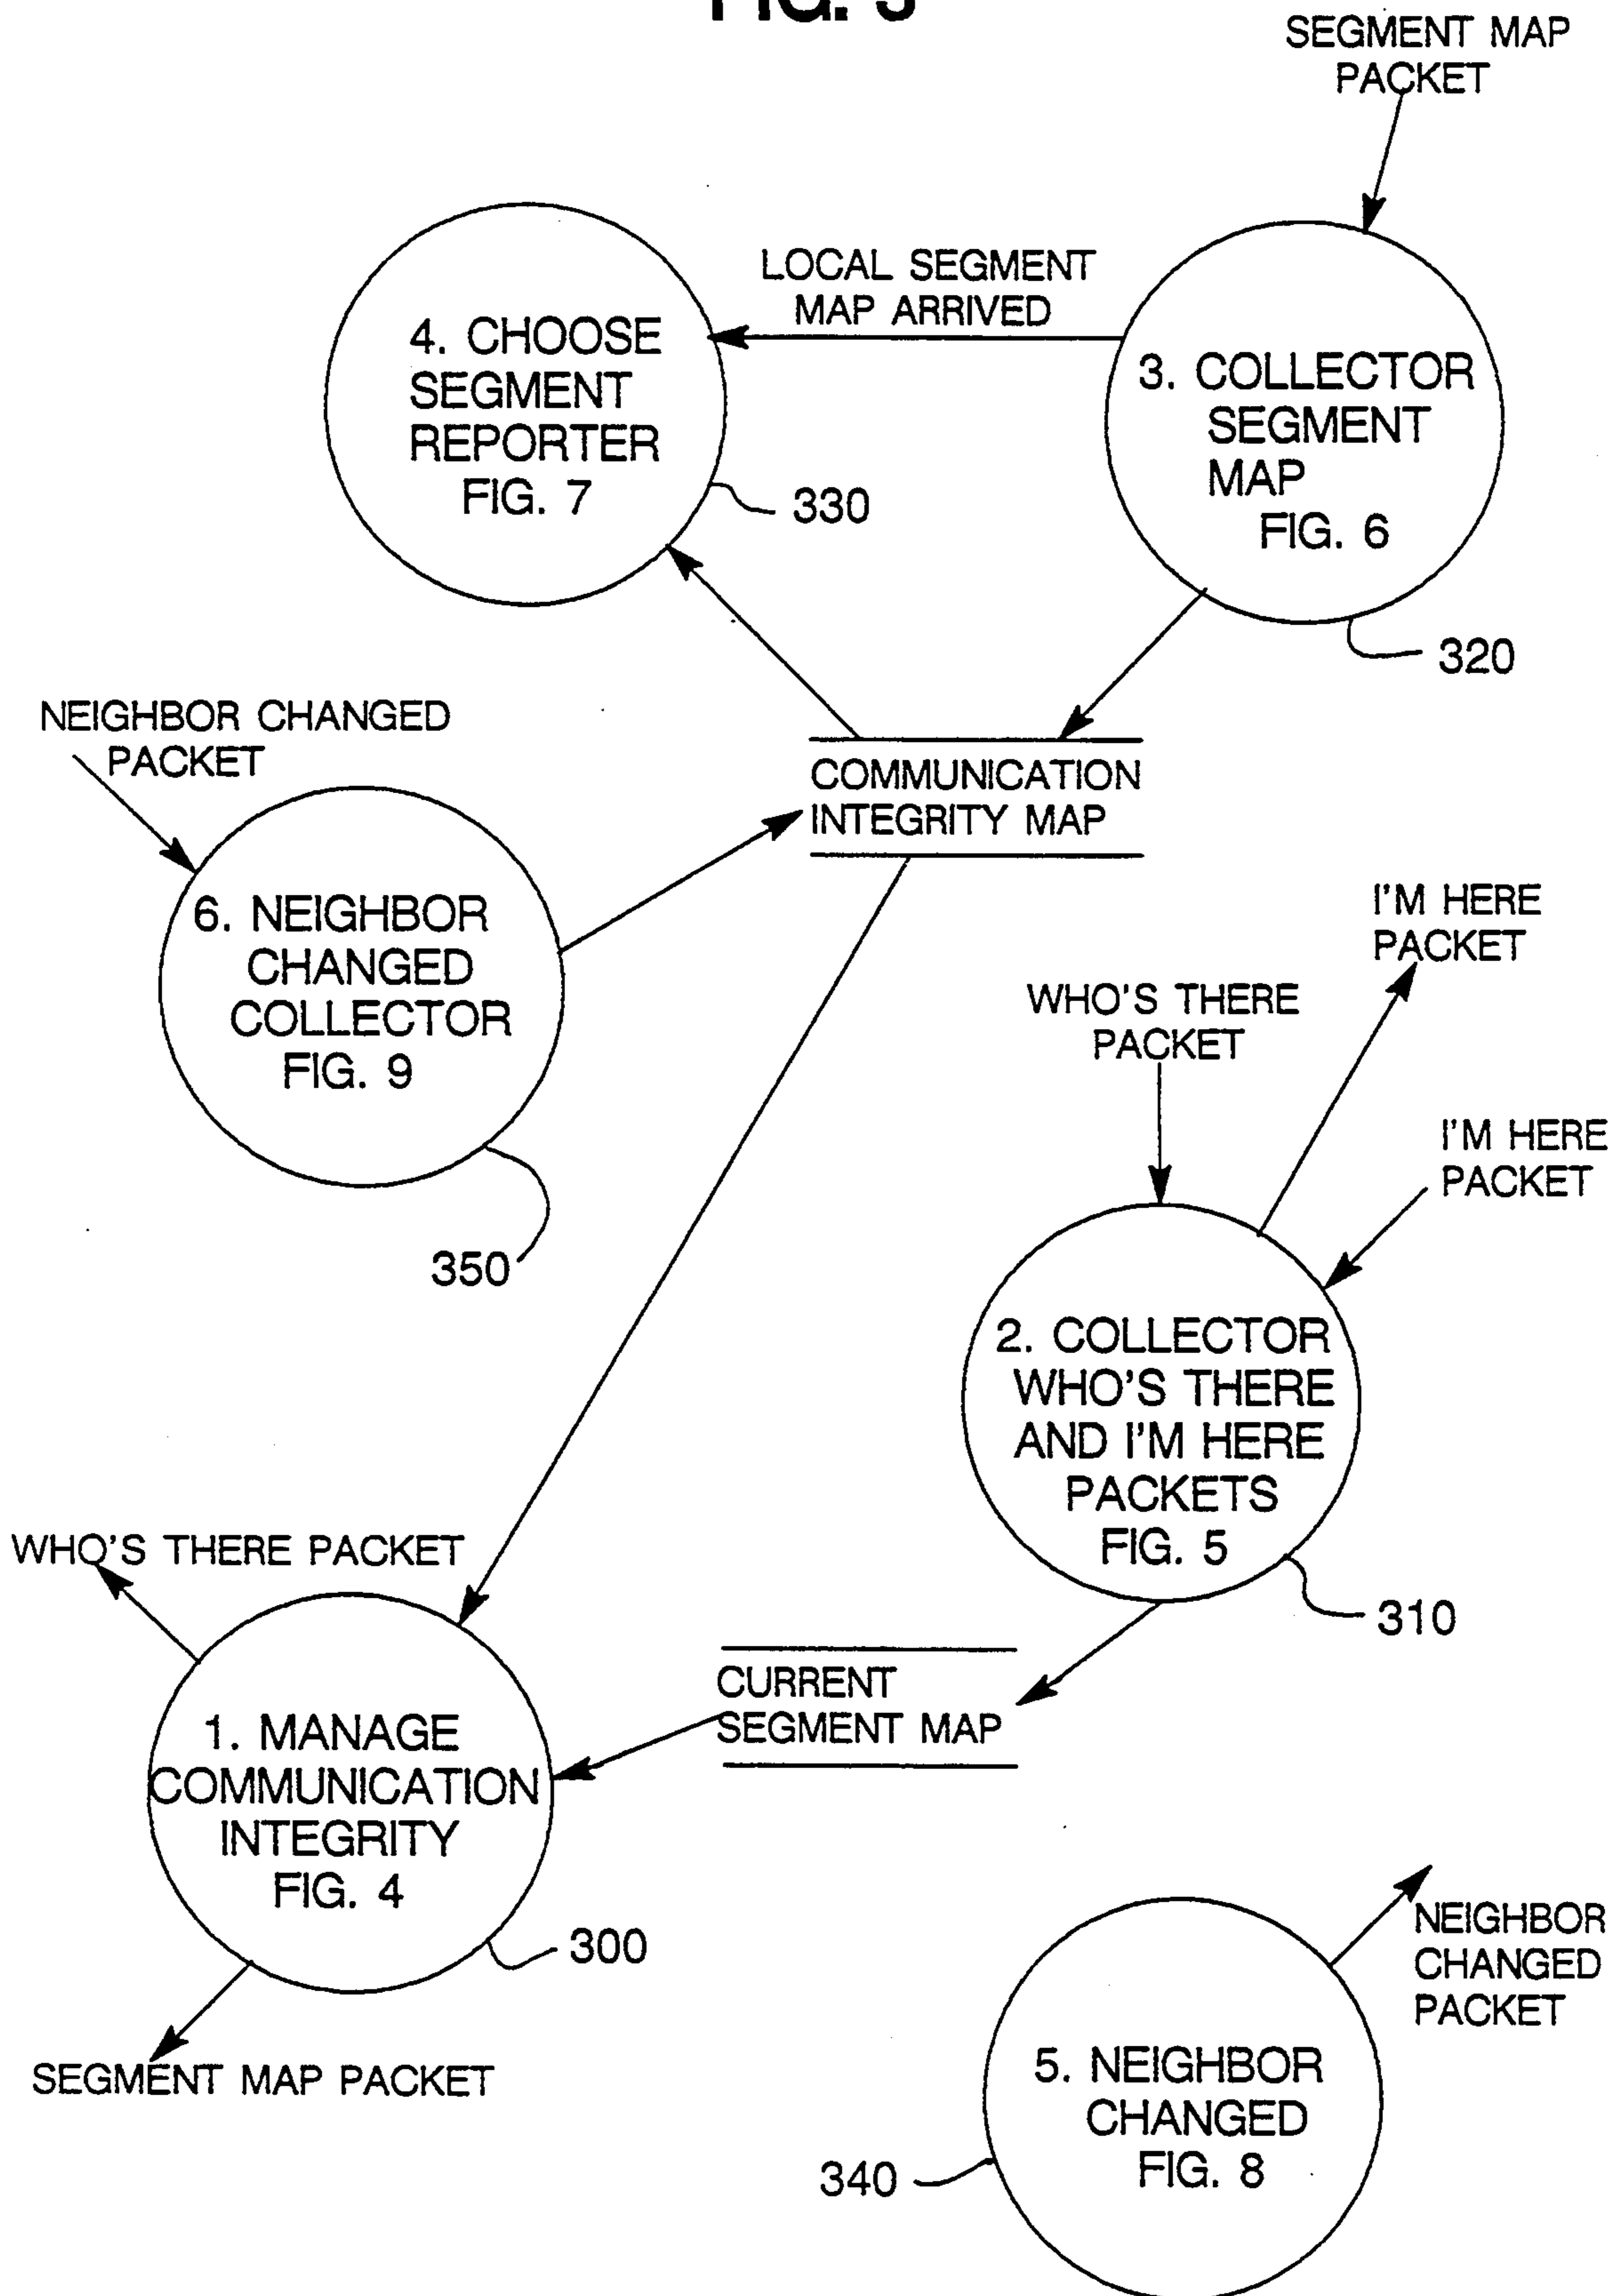 FIG. 3
SEGMENT MAP
PACKET
LOCAL SEGMENT
MAP ARRIVED
4. CHOOSE
SEGMENT
REPORTER
FIG. 7
330
3. COLLECTOR
SEGMENT
MAP
FIG. 6
320
NEIGHBOR CHANGED
PACKET
COMMUNICATION
INTEGRITY MAP
6. NEIGHBOR
CHANGED
COLLECTOR
FIG. 9
350
I'M HERE
PACKET
WHO'S THERE
PACKET
I'M HERE
PACKET
2. COLLECTOR
WHO'S THERE
AND I'M HERE
PACKETS
FIG. 5
310
WHO'S THERE PACKET
CURRENT
SEGMENT MAP
1. MANAGE
COMMUNICATION
INTEGRITY
FIG. 4
300
SEGMENT MAP PACKET
NEIGHBOR
CHANGED
PACKET
5. NEIGHBOR
CHANGED
FIG. 8
340